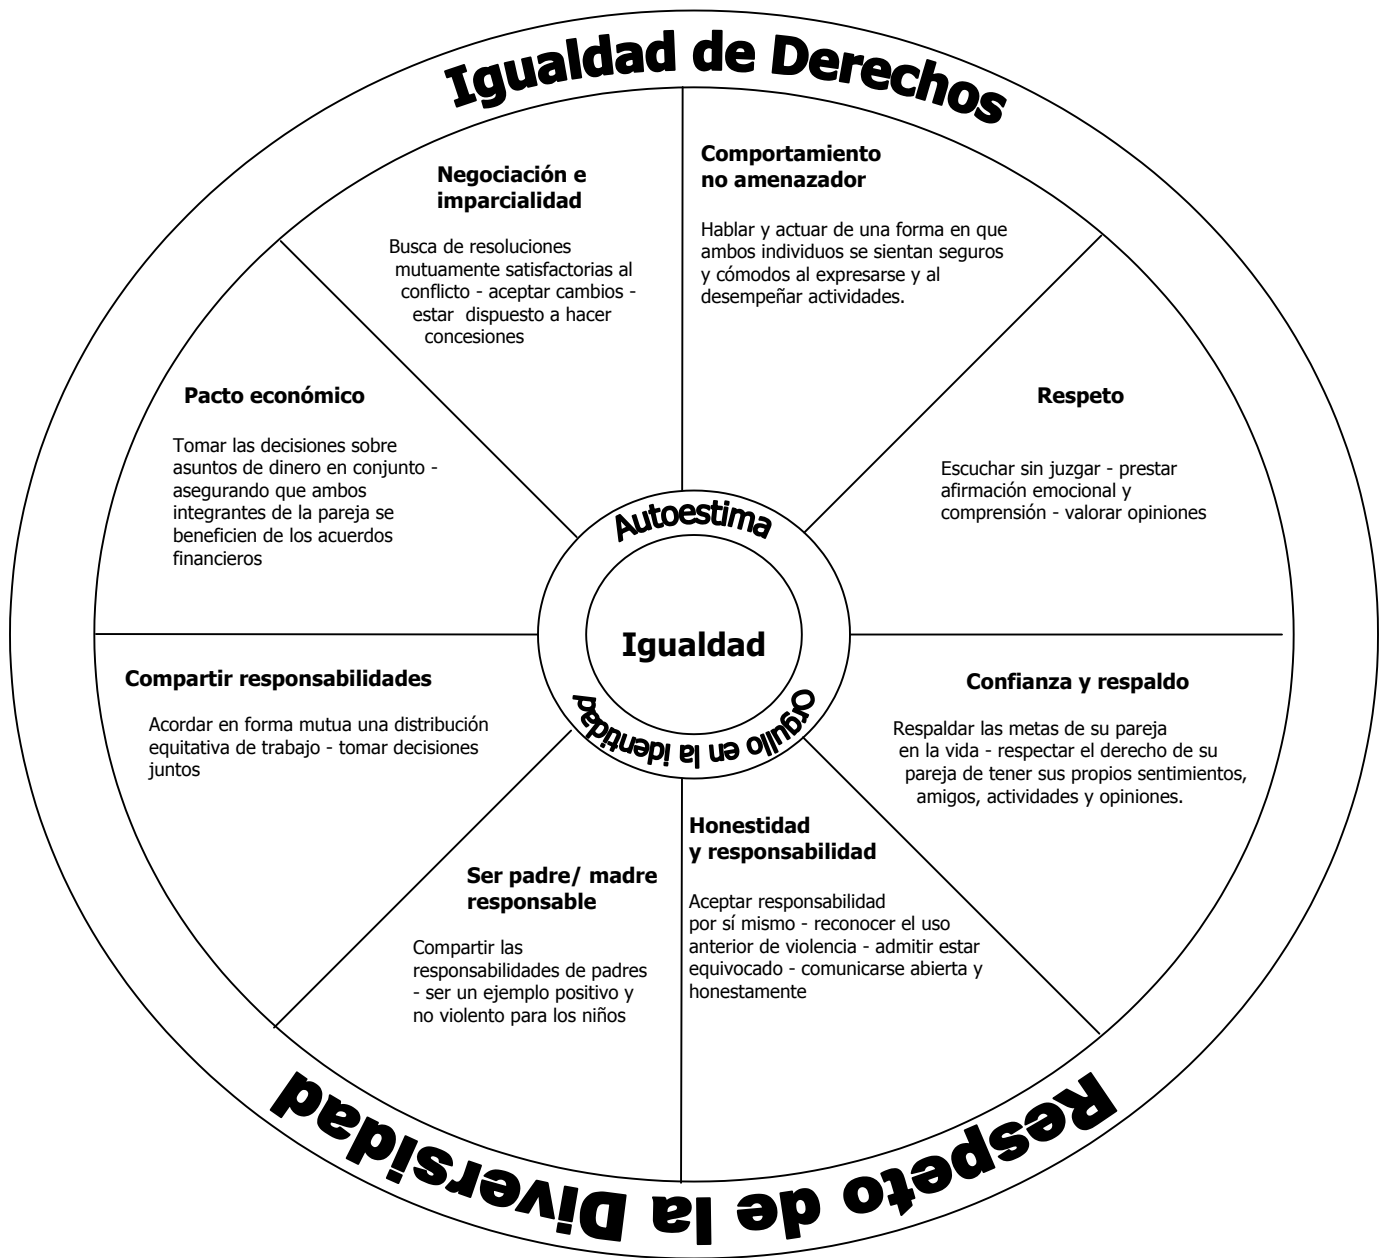 Igualdad de Derechos
Negociación e
imparcialidad
Busca de resoluciones
mutuamente satisfactorias al
conflicto - aceptar cambios -
estar  dispuesto a hacer
concesiones
Comportamiento
no amenazador
Hablar y actuar de una forma en que
ambos individuos se sientan seguros
y cómodos al expresarse y al
desempeñar actividades.
Pacto económico
Tomar las decisiones sobre
asuntos de dinero en conjunto -
asegurando que ambos
integrantes de la pareja se
beneficien de los acuerdos
financieros
Respeto
Escuchar sin juzgar - prestar
afirmación emocional y
comprensión - valorar opiniones
Autoestima
Igualdad
Orgullo en la identidad
Compartir responsabilidades
Acordar en forma mutua una distribución
equitativa de trabajo - tomar decisiones
juntos
Confianza y respaldo
Respaldar las metas de su pareja
en la vida - respectar el derecho de su
pareja de tener sus propios sentimientos,
amigos, actividades y opiniones.
Ser padre/ madre
responsable
Compartir las
responsabilidades de padres
- ser un ejemplo positivo y
no violento para los niños
Honestidad
y responsabilidad
Aceptar responsabilidad
por sí mismo - reconocer el uso
anterior de violencia - admitir estar
equivocado - comunicarse abierta y
honestamente
Respeto de la Diversidad